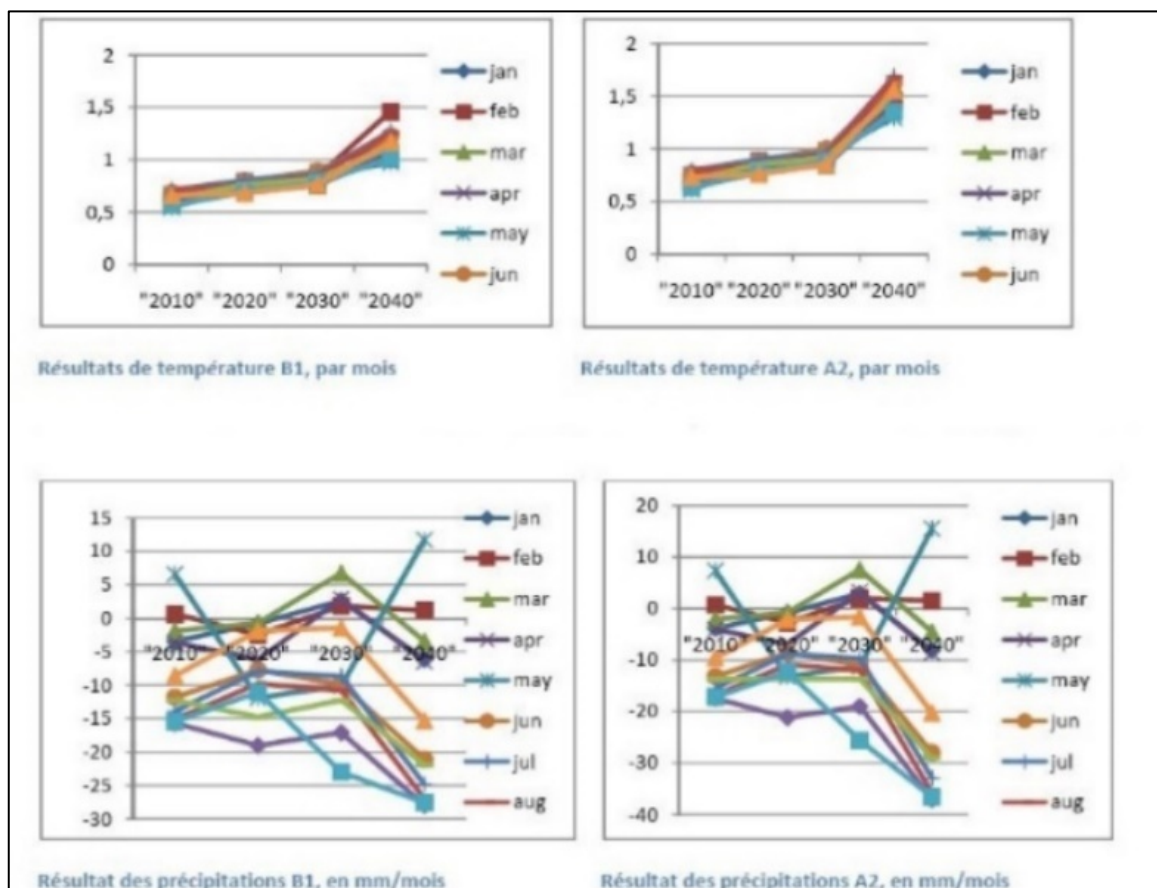 2
1,5
1
0,5
0
"2010" "2020" "2030" "2040"
jan
feb
mar
apr
may
jun
2
1,5
1
0,5
0
"2010" "2020" "2030" "2040"
jan
feb
mar
apr
may
jun
Résultats de température B1, par mois
Résultats de température A2, par mois
15
10
5
0
-5
-10
-15
-20
-25
-30
"2010" "2020" "2030" "2040"
jan
feb
mar
apr
may
jun
jul
aug
20
10
0
-10
-20
-30
-40
"2010" "2020" "2030" "2040"
jan
feb
mar
apr
may
jun
jul
aug
Résultat des précipitations B1, en mm/mois
Résultat des précipitations A2, en mm/mois